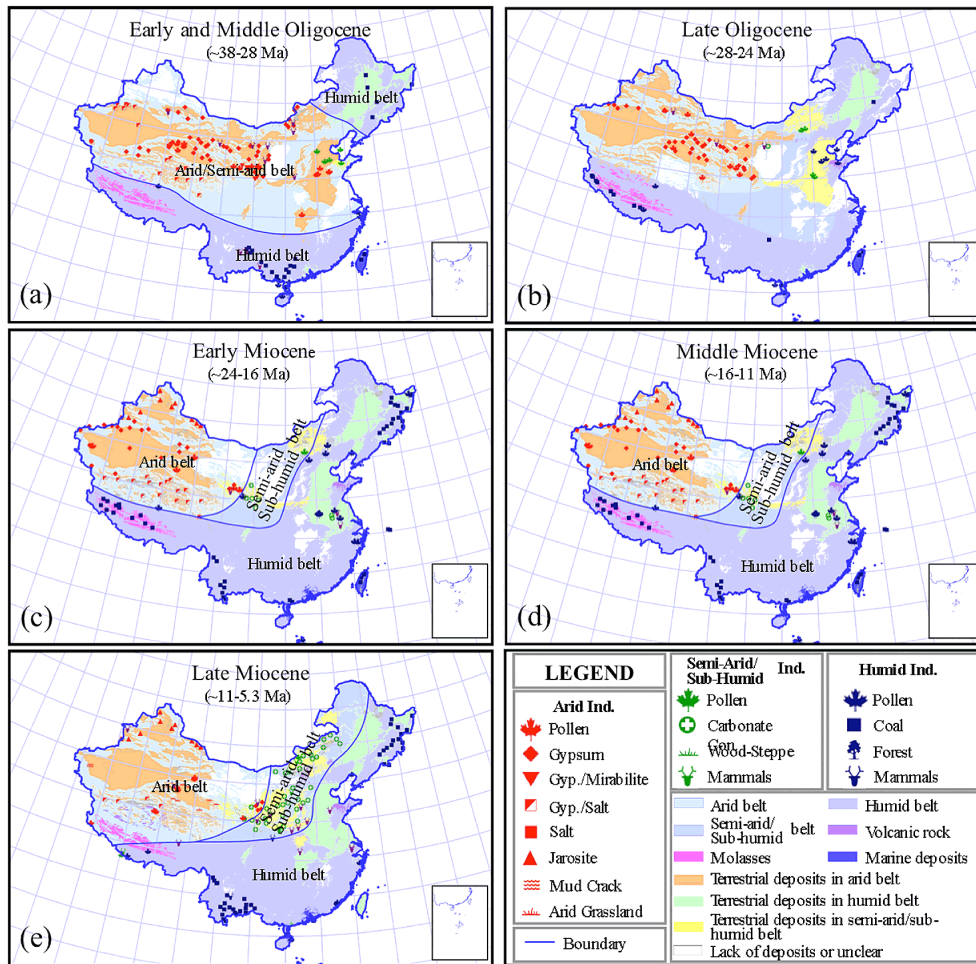 Early and Middle Oligocene
(~38-28 Ma)
Humid belt
Arid/Semi-arid belt
Humid belt
(a)
Late Oligocene
(~28-24 Ma)
(b)
Early Miocene
(~24-16 Ma)
Arid belt
Semi-arid belt
Sub-humid
Humid belt
(c)
Middle Miocene
(~16-11 Ma)
Arid belt
Semi-arid belt
Sub-humid
Humid belt
(d)
Late Miocene
(~11-5.3 Ma)
Arid belt
Semi-arid belt
Sub-humid
Humid belt
(e)
LEGEND
Arid Ind.
Pollen
Gypsum
Gyp./Mirabilite
Gyp./Salt
Salt
Jarosite
Mud Crack
Arid Grassland
Boundary
Semi-Arid/ Ind.
Sub-Humid
Pollen
Carbonate
Con.
Wood-Steppe
Mammals
Humid Ind.
Pollen
Coal
Forest
Mammals
Arid belt
Semi-arid/ belt
Sub-humid
Molasses
Humid belt
Volcanic rock
Marine deposits
Terrestrial deposits in arid belt
Terrestrial deposits in humid belt
Terrestrial deposits in semi-arid/sub-
humid belt
Lack of deposits or unclear